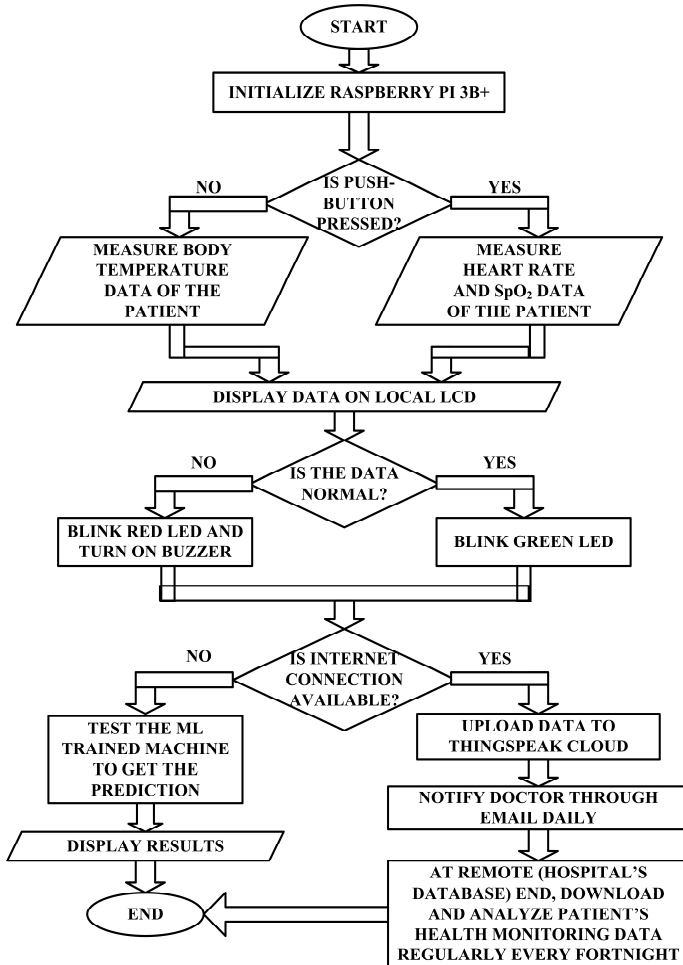 START
INITIALIZE RASPBERRY PI 3B+
IS PUSH-
BUTTON
PRESSED?
NO
YES
MEASURE BODY
TEMPERATURE
DATA OF THE
PATIENT
MEASURE
HEART RATE
AND SpO₂ DATA
OF THE PATIENT
DISPLAY DATA ON LOCAL LCD
IS THE DATA
NORMAL?
NO
YES
BLINK RED LED AND
TURN ON BUZZER
BLINK GREEN LED
IS INTERNET
CONNECTION
AVAILABLE?
NO
YES
TEST THE ML
TRAINED MACHINE
TO GET THE
PREDICTION
DISPLAY RESULTS
UPLOAD DATA TO
THINGSPEAK CLOUD
NOTIFY DOCTOR THROUGH
EMAIL DAILY
AT REMOTE (HOSPITAL'S
DATABASE) END, DOWNLOAD
AND ANALYZE PATIENT'S
HEALTH MONITORING DATA
REGULARLY EVERY FORTNIGHT
END